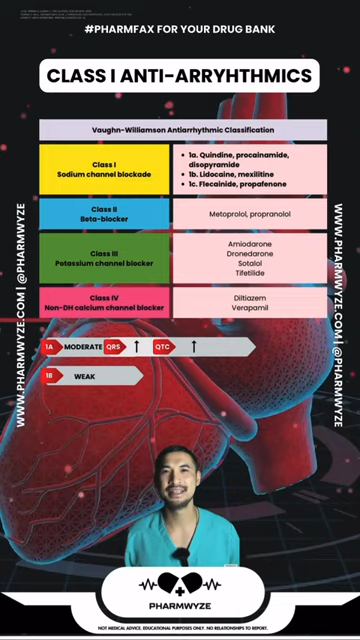 #PHARMFAX FOR YOUR DRUG BANK
CLASS I ANTI-ARRYHTHMICS
Vaughn-Williamson Antiarrhythmic Classification
Class I
Sodium channel blockade
• 1a. Quindine, procainamide,
disopyramide
• 1b. Lidocaine, mexilitine
• 1c. Flecainide, propafenone
Class II
Beta-blocker
Metoprolol, propranolol
Class III
Potassium channel blocker
Amiodarone
Dronedarone
Sotalol
Tifetilide
Class IV
Non-DH calcium channel blocker
Diltiazem
Verapamil
1A MODERATE QRS ↑ QTC ↑
1B WEAK
WWW.PHARMWYZE.COM | @PHARMWYZE
WWW.PHARMWYZE.COM | @PHARMWYZE
PHARMWYZE
NOT MEDICAL ADVICE. EDUCATIONAL PURPOSES ONLY. NO RELATIONSHIPS TO REPORT.